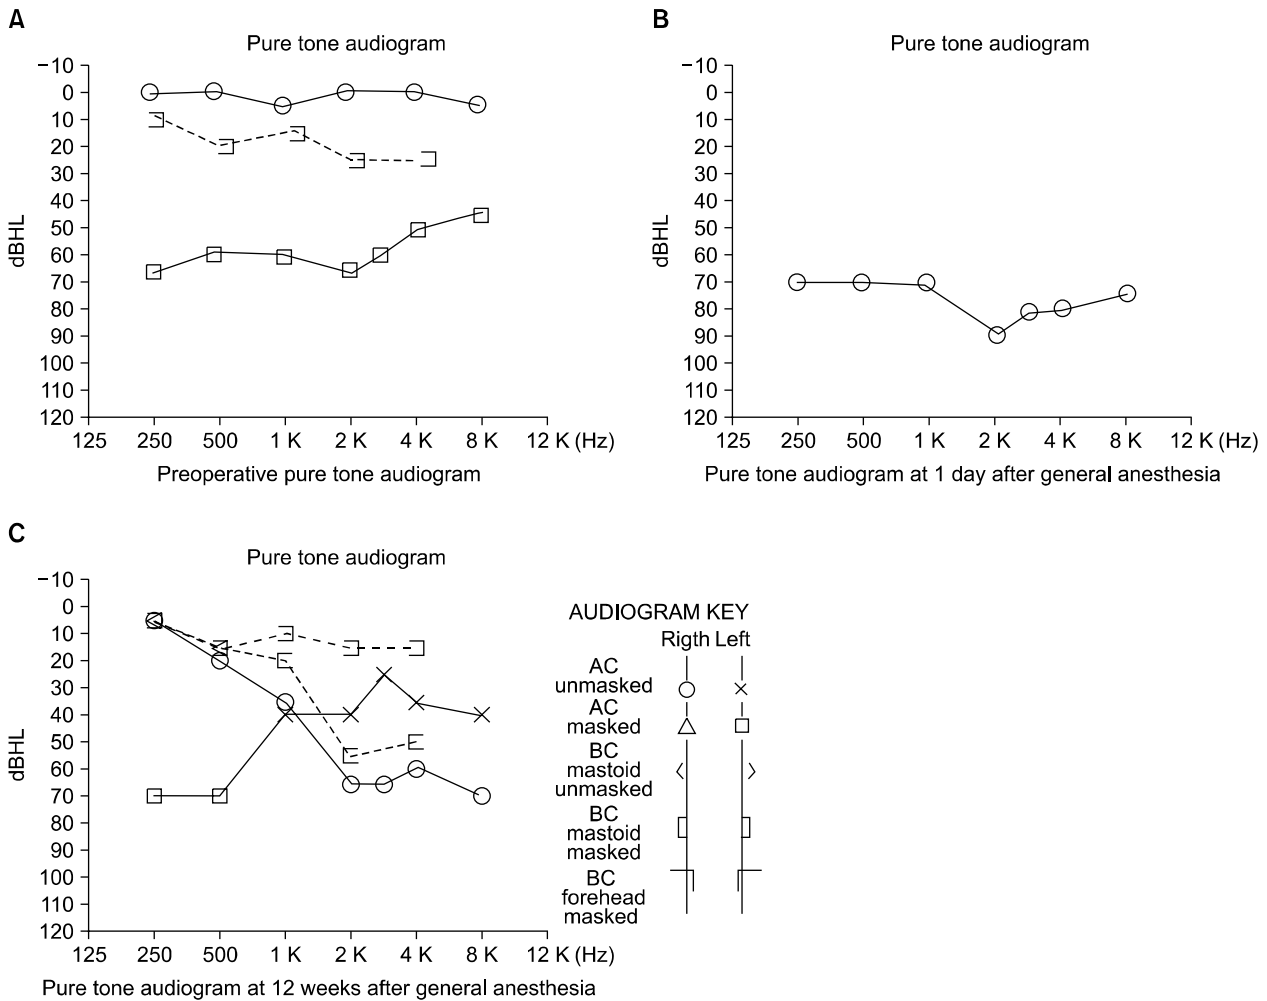 A
Pure tone audiogram
−10
0
10
20
30
40
50
60
70
80
90
100
110
120
dBHL
125 250 500 1 K 2 K 4 K 8 K 12 K (Hz)
Preoperative pure tone audiogram
B
Pure tone audiogram
−10
0
10
20
30
40
50
60
70
80
90
100
110
120
dBHL
125 250 500 1 K 2 K 4 K 8 K 12 K (Hz)
Pure tone audiogram at 1 day after general anesthesia
C
Pure tone audiogram
−10
0
10
20
30
40
50
60
70
80
90
100
110
120
dBHL
125 250 500 1 K 2 K 4 K 8 K 12 K (Hz)
Pure tone audiogram at 12 weeks after general anesthesia
AUDIOGRAM KEY
Rigth Left
AC
unmasked
AC
masked
BC
mastoid
unmasked
BC
mastoid
masked
BC
forehead
masked